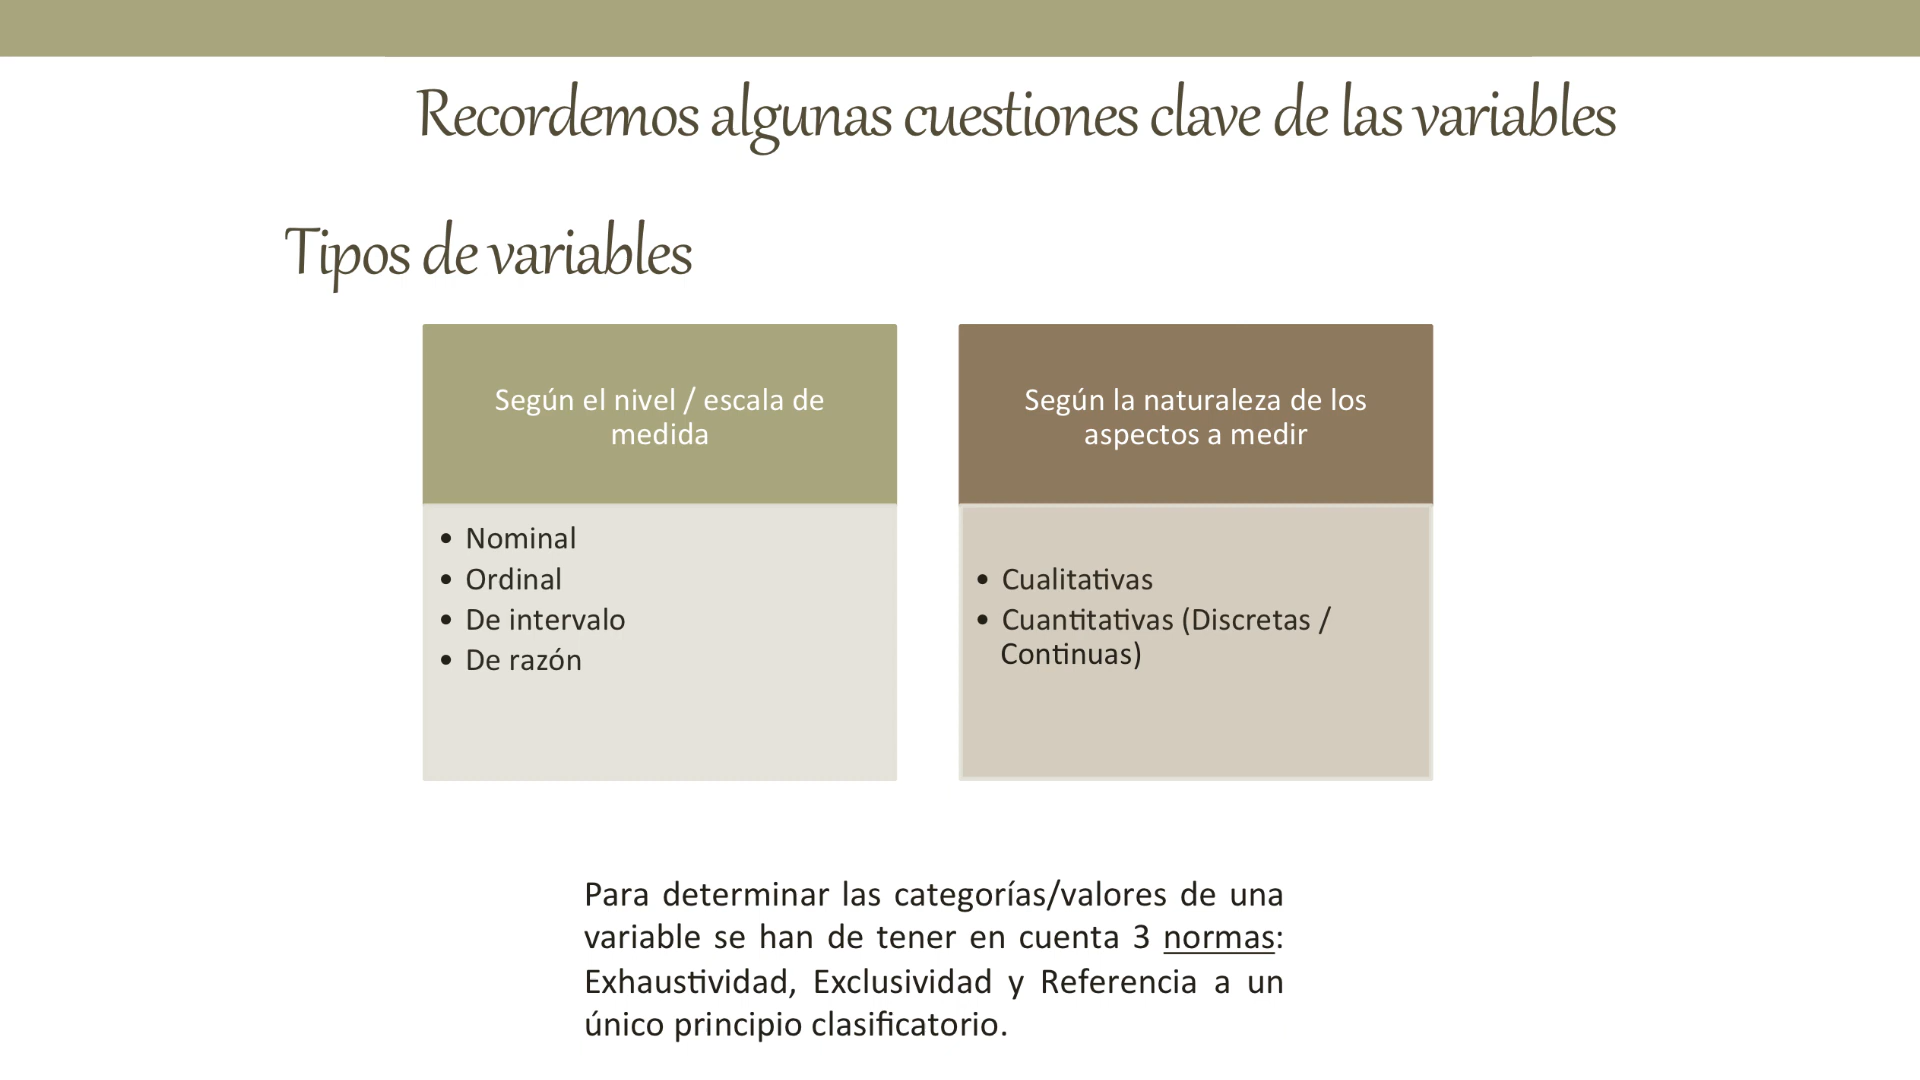 Recordemos algunas cuestiones clave de las variables
Tipos de variables
Según el nivel / escala de
medida
• Nominal
• Ordinal
• De intervalo
• De razón
Según la naturaleza de los
aspectos a medir
• Cualitativas
• Cuantitativas (Discretas /
Continuas)
Para determinar las categorías/valores de una
variable se han de tener en cuenta 3 normas:
Exhaustividad, Exclusividad y Referencia a un
único principio clasificatorio.